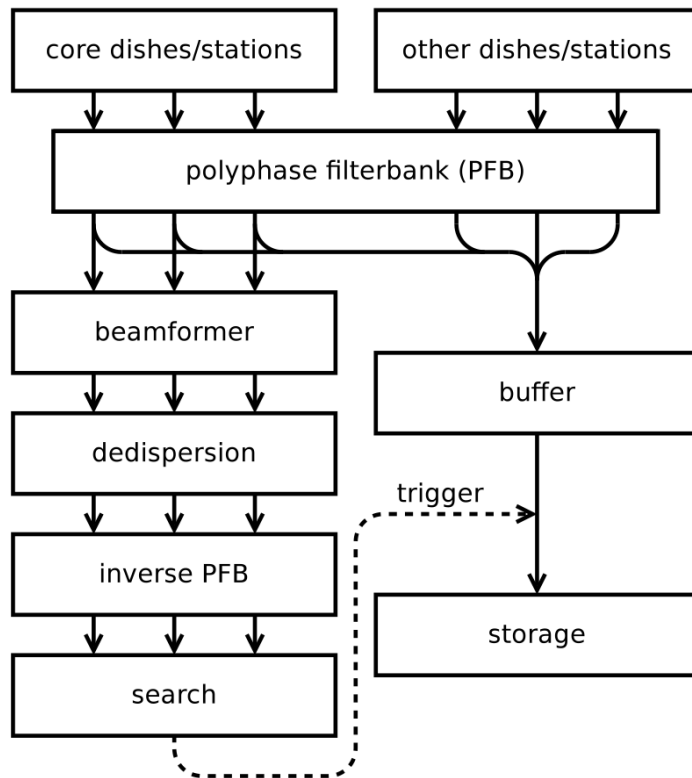 core dishes/stations
other dishes/stations
polyphase filterbank (PFB)
beamformer
buffer
dedispersion
trigger
inverse PFB
storage
search